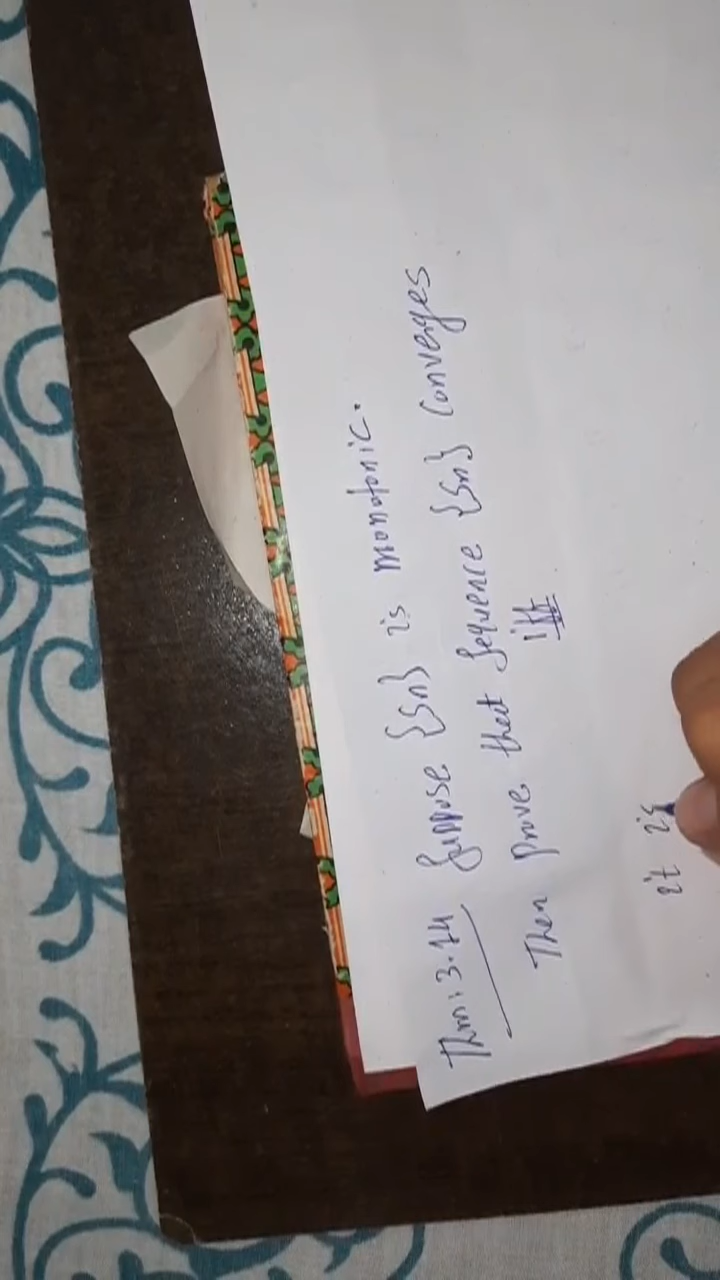 Thm: 3.14 Suppose {Sn} is monotonic.
Then prove that sequence {Sn} converges
iff
it is